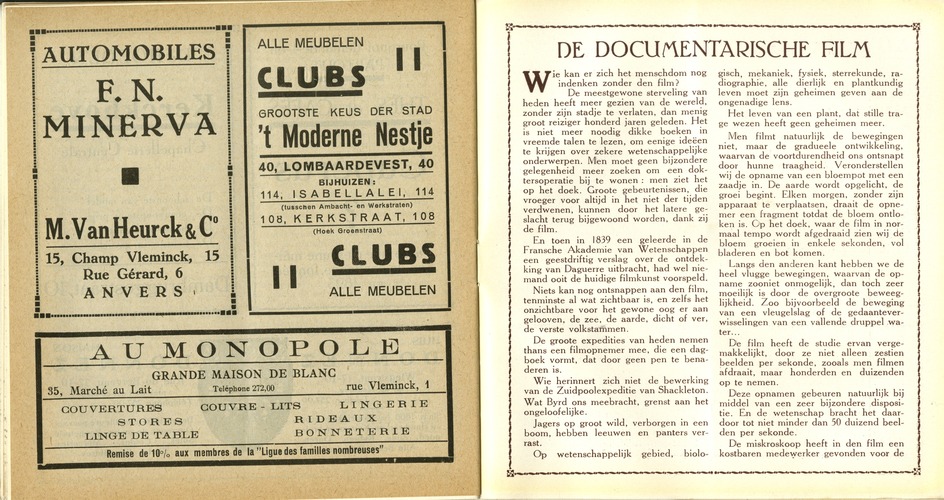 AUTOMOBILES
F. N.
MINERVA
M. Van Heurck & Co
15, Champ Vleminck, 15
Rue Gérard, 6
ANVERS
ALLE MEUBELEN
CLUBS
GROOTSTE KEUS DER STAD
't Moderne Nestje
40, LOMBAARDEVEST, 40
BIJHUIZEN:
114, ISABELLALEI, 114
(tusschen Ambacht- en Werkstraten)
108, KERKSTRAAT, 108
(Hoek Groenstraat)
CLUBS
ALLE MEUBELEN
AU MONOPOLE
GRANDE MAISON DE BLANC
35, Marché au Lait Téléphone 272,00 rue Vleminck, 1
COUVERTURES COUVRE-LITS LINGERIE
STORES RIDEAUX
LINGE DE TABLE BONNETERIE
Remise de 10% aux membres de la "Ligue des familles nombreuses"
DE DOCUMENTARISCHE FILM
Wie kan er zich het menschdom nog
indenken zonder den film?
De meestgewone sterveling van
heden heeft meer gezien van de wereld,
zonder zijn stadje te verlaten, dan menig
groot reiziger honderd jaren geleden. Het
is niet meer noodig dikke boeken in
vreemde talen te lezen, om eenige ideëen
te krijgen over zekere wetenschappelijke
onderwerpen. Men moet geen bijzondere
gelegenheid meer zoeken om een dok-
tersoperatie bij te wonen: men ziet het
op het doek. Groote gebeurtenissen, die
vroeger voor altijd in het niet der tijden
verdwenen, kunnen door het latere ge-
slacht terug bijgewoond worden, dank zij
de film.
En toen in 1839 een geleerde in de
Fransche Akademie van Wetenschappen
een geestdriftig verslag over de ontdek-
king van Daguerre uitbracht, had wel nie-
mand ooit de huidige filmkunst voorspeld.
Niets kan nog ontsnappen aan den film,
tenminste al wat zichtbaar is, en zelfs het
onzichtbare voor het gewone oog er aan
gelooven, de zee, de aarde, dicht of ver,
de verste volkstammen.
De groote expedities van heden nemen
thans een filmopnemer mee, die een dag-
boek vormt, dat door geen pen te bena-
deren is.
Wie herinnert zich niet de bewerking
van de Zuidpoolexpeditie van Shackleton.
Wat Byrd ons meebracht, grenst aan het
ongeloofelijke.
Jagers op groot wild, verborgen in een
boom, hebben leeuwen en panters ver-
rast.
Op wetenschappelijk gebied, biolo-
gisch, mekaniek, fysiek, sterrekunde, ra-
diographie, alle dierlijk en plantkundig
leven moet zijn geheimen geven aan de
ongenadige lens.
Het leven van een plant, dat stille tra-
ge wezen heeft geen geheimen meer.
Men filmt natuurlijk de bewegingen
niet, maar de gradueele ontwikkeling,
waarvan de voortdurendheid ons ontsnapt
door hunne traagheid. Veronderstellen
wij de opname van een bloempot met een
zaadje in. De aarde wordt opgelicht, de
groei begint. Elken morgen, zonder zijn
apparaat te verplaatsen, draait de opne-
mer een fragment totdat de bloem ontlo-
ken is. Op het doek, waar de film in nor-
maal tempo wordt afgedraaid zien wij de
bloem groeien in enkele sekonden, vol
bladeren en bot komen.
Langs den anderen kant hebben we de
heel vlugge bewegingen, waarvan de op-
name zooniet onmogelijk, dan toch zeer
moeilijk is door de overgroote beweeg-
lijkheid. Zoo bijvoorbeeld de beweging
van een vleugelslag of de gedaantever-
wisselingen van een vallende druppel wa-
ter...
De film heeft de studie ervan verge-
makkelijkt, door ze niet alleen zestien
beelden per sekonde, zooals men filmen
afdraait, maar honderden en duizenden
op te nemen.
Deze opnamen gebeuren natuurlijk bij
middel van zeer bijzondere disposi-
tie. En de wetenschap bracht het daar-
door tot niet minder dan 50 duizend beel-
den per sekonde.
De miskroskoop heeft in den film een
kostbaren medewerker gevonden voor de